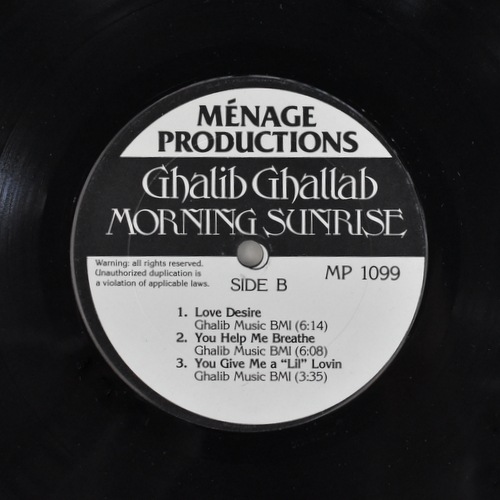 MÉNAGE
PRODUCTIONS
Ghalib Ghallab
MORNING SUNRISE
Warning: all rights reserved.
Unauthorized duplication is
a violation of applicable laws.
SIDE B
MP 1099
1. Love Desire
Ghalib Music BMI (6:14)
2. You Help Me Breathe
Ghalib Music BMI (6:08)
3. You Give Me a “Lil” Lovin
Ghalib Music BMI (3:35)